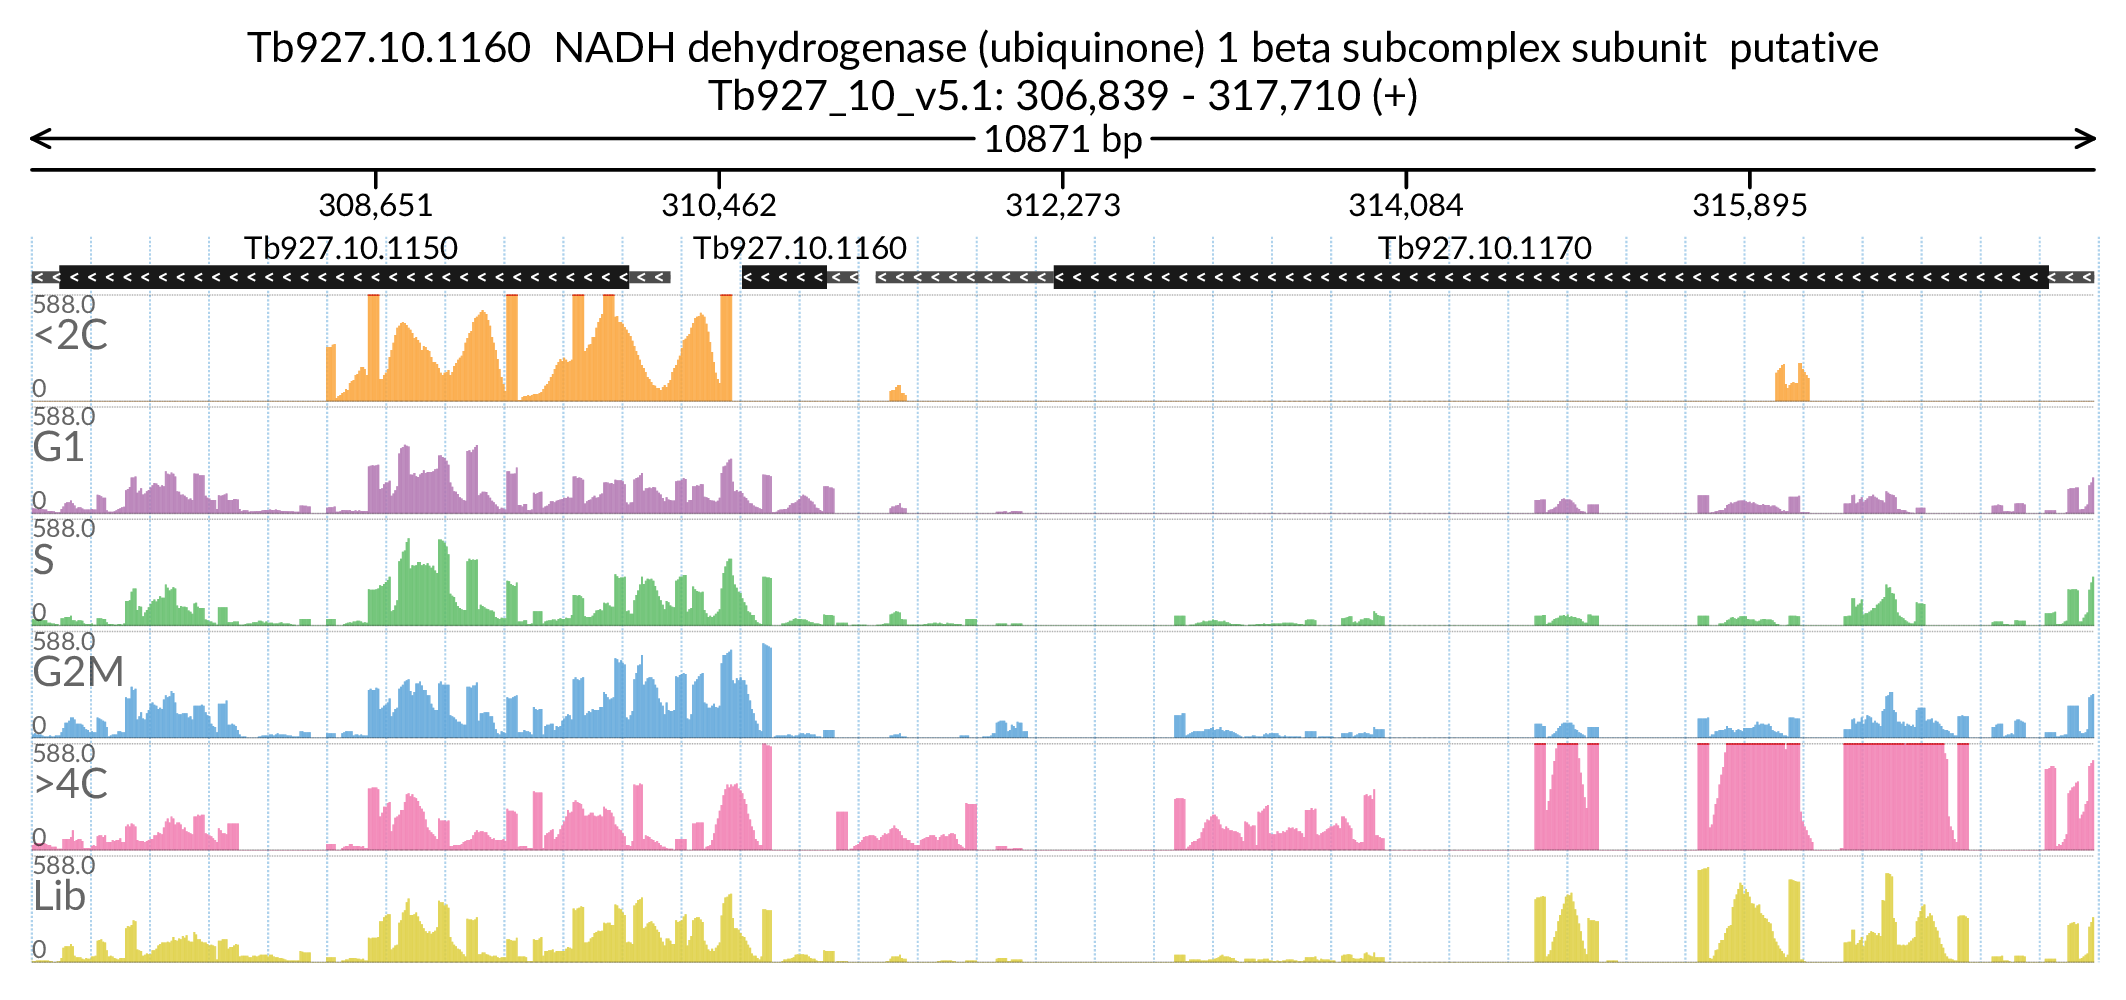 Tb927.10.1160 NADH dehydrogenase (ubiquinone) 1 beta subcomplex subunit putative
Tb927_10_v5.1: 306,839 - 317,710 (+)
10871 bp
308,651 310,462 312,273 314,084 315,895
Tb927.10.1150 Tb927.10.1160 Tb927.10.1170
588.0
<2C
0
588.0
G1
0
588.0
S
0
588.0
G2M
0
588.0
>4C
0
588.0
Lib
0